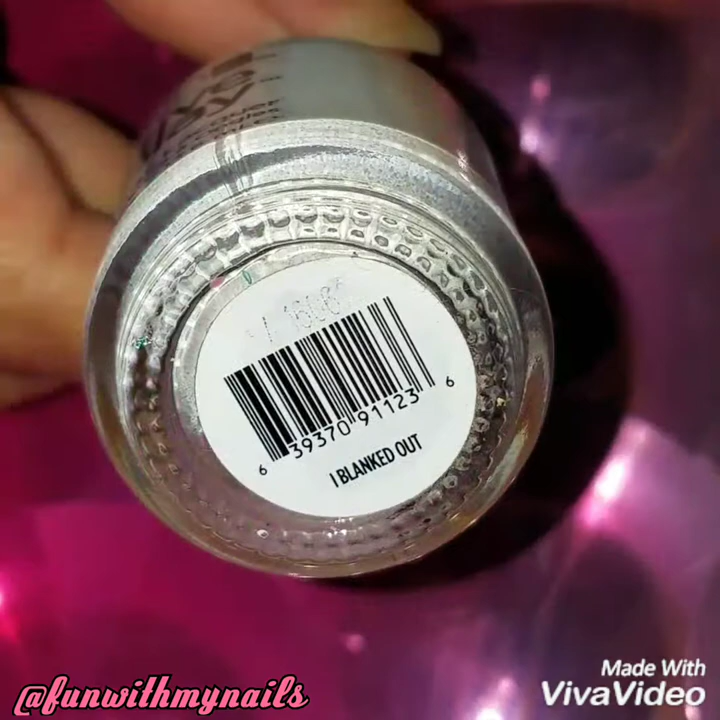 6 39370 91123 6
I BLANKED OUT
Made With
VivaVideo
@funwithmynails